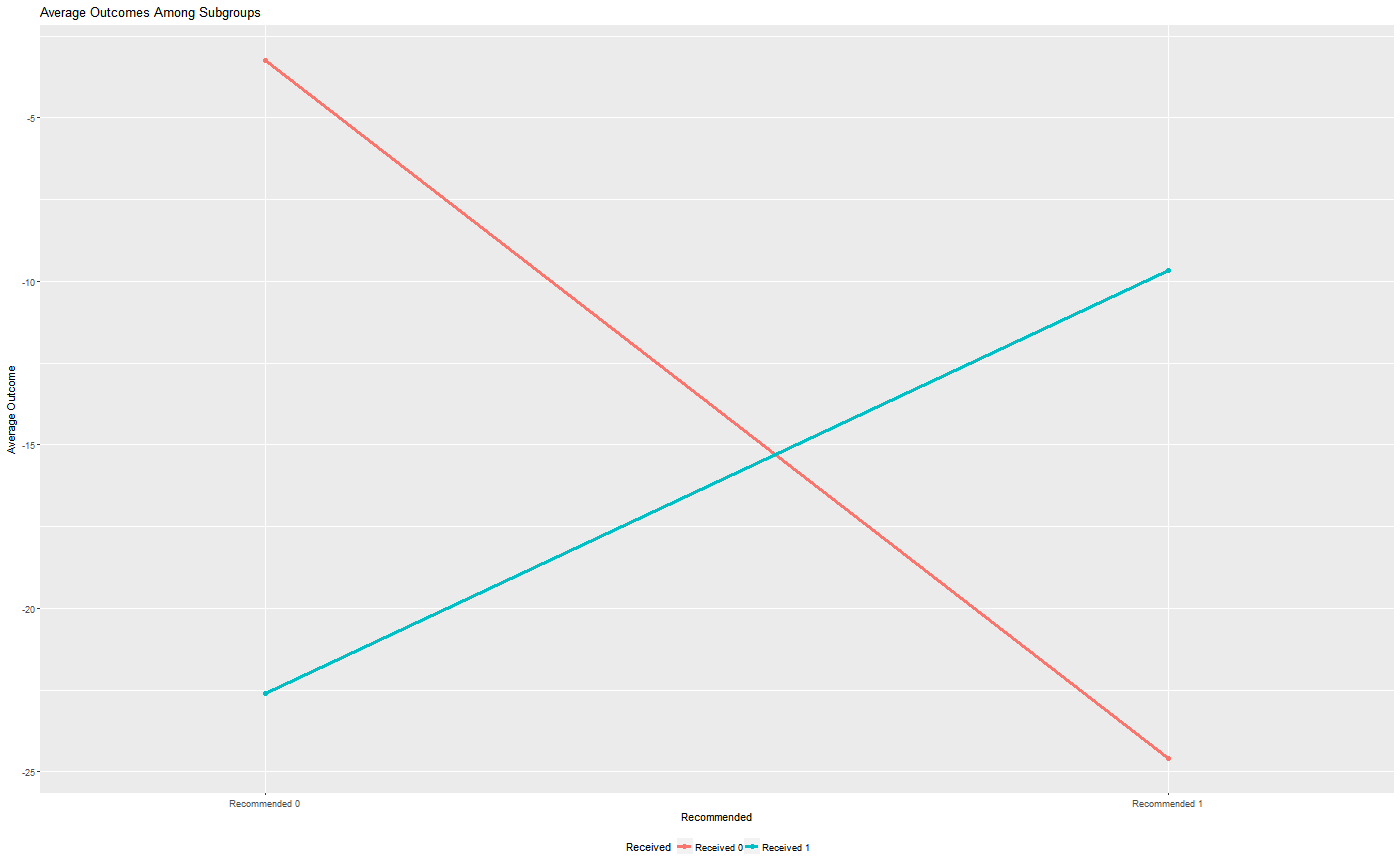 Average Outcomes Among Subgroups
Average Outcome
-5
-10
-15
-20
-25
Recommended 0
Recommended 1
Recommended
Received
Received 0
Received 1